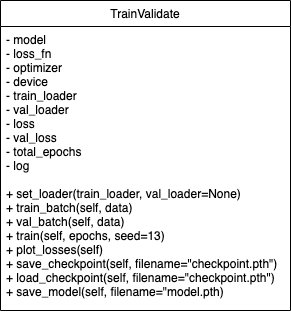 TrainValidate
- model
- loss_fn
- optimizer
- device
- train_loader
- val_loader
- loss
- val_loss
- total_epochs
- log
+ set_loader(train_loader, val_loader=None)
+ train_batch(self, data)
+ val_batch(self, data)
+ train(self, epochs, seed=13)
+ plot_losses(self)
+ save_checkpoint(self, filename="checkpoint.pth")
+ load_checkpoint(self, filename="checkpoint.pth")
+ save_model(self, filename="model.pth)